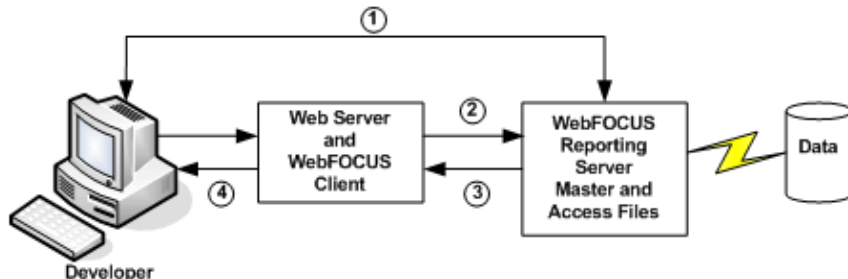 1
Web Server
and
WebFOCUS
Client
2
3
4
WebFOCUS
Reporting
Server
Master and
Access Files
Data
Developer